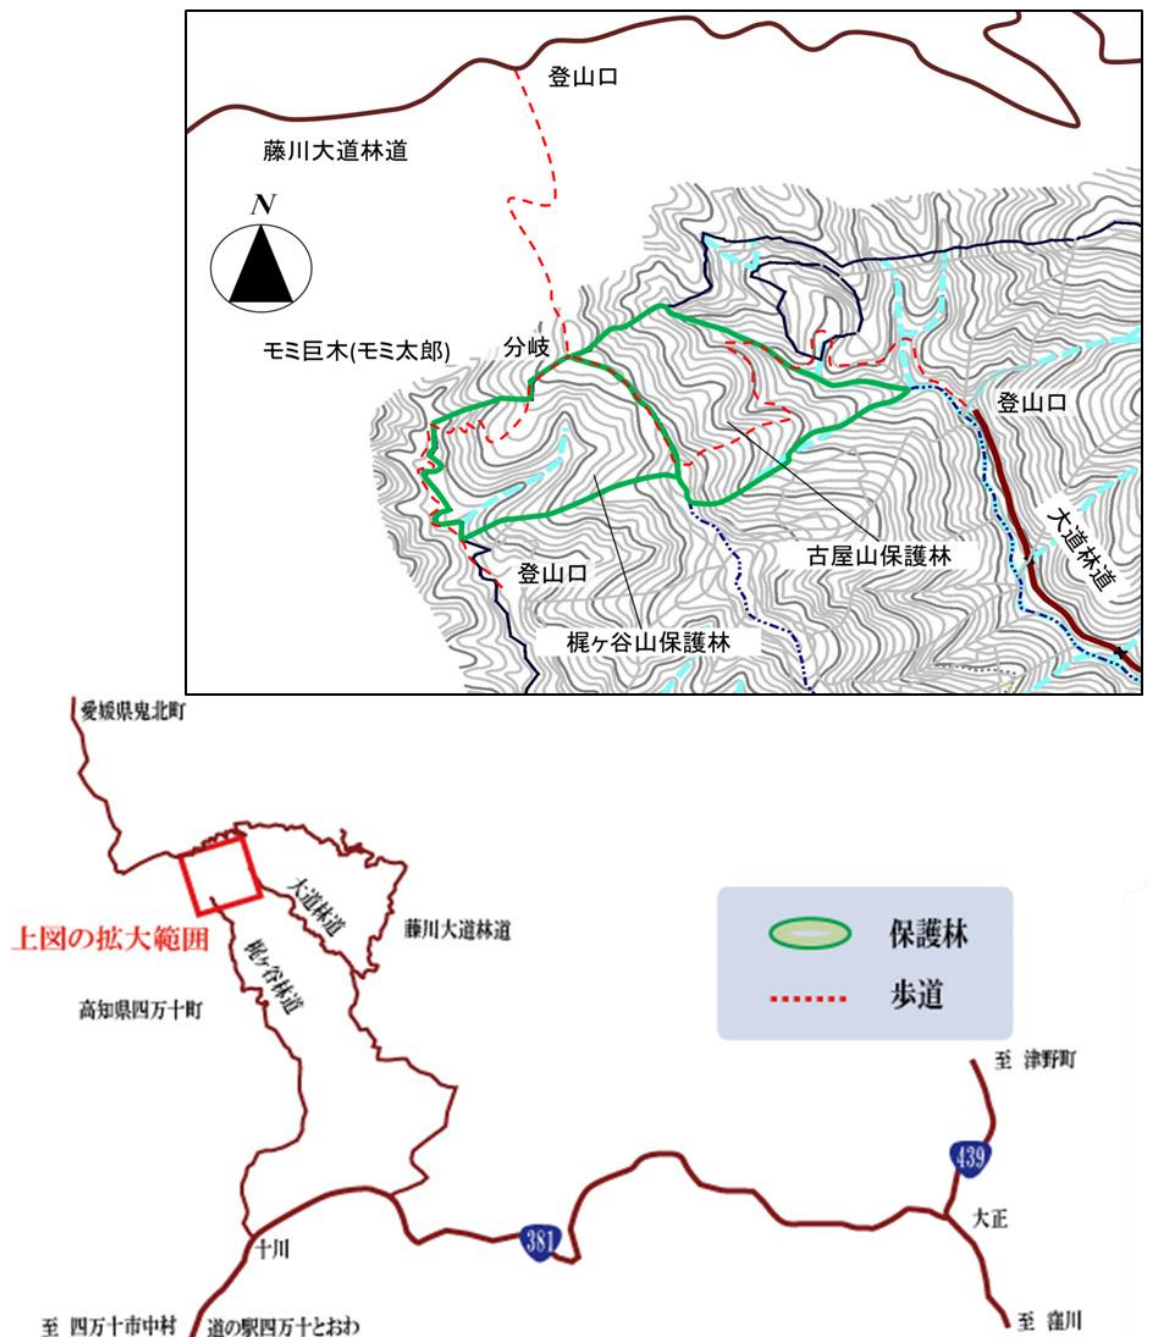 登山口
藤川大道林道
N
モミ巨木(モミ太郎)
分岐
登山口
大道林道
古屋山保護林
登山口
梶ヶ谷山保護林
愛媛県鬼北町
大道林道
藤川大道林道
上図の拡大範囲
梶ヶ谷林道
高知県四万十町
保護林
歩道
至 津野町
439
大正
381
十川
至 窪川
至 四万十市中村
道の駅四万十とおわ